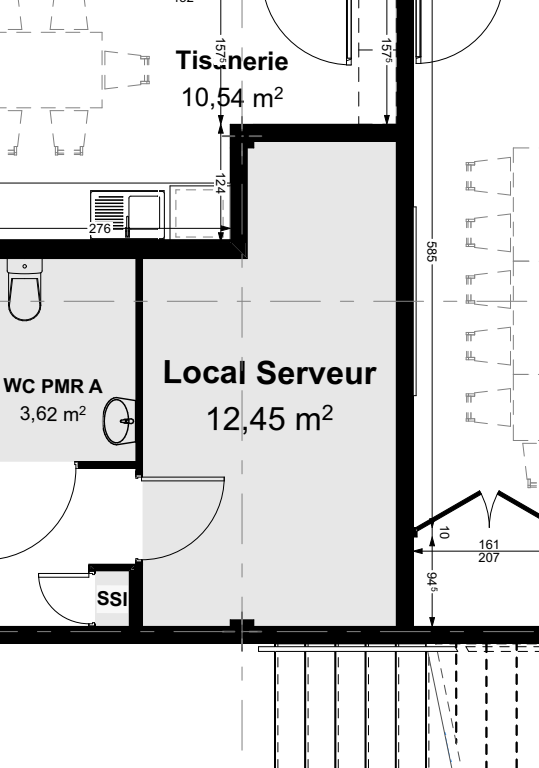 Tisanerie
10,54 m²
157⁵
157⁵
124
276
585
Local Serveur
12,45 m²
WC PMR A
3,62 m²
SSI
10
161
207
94⁵